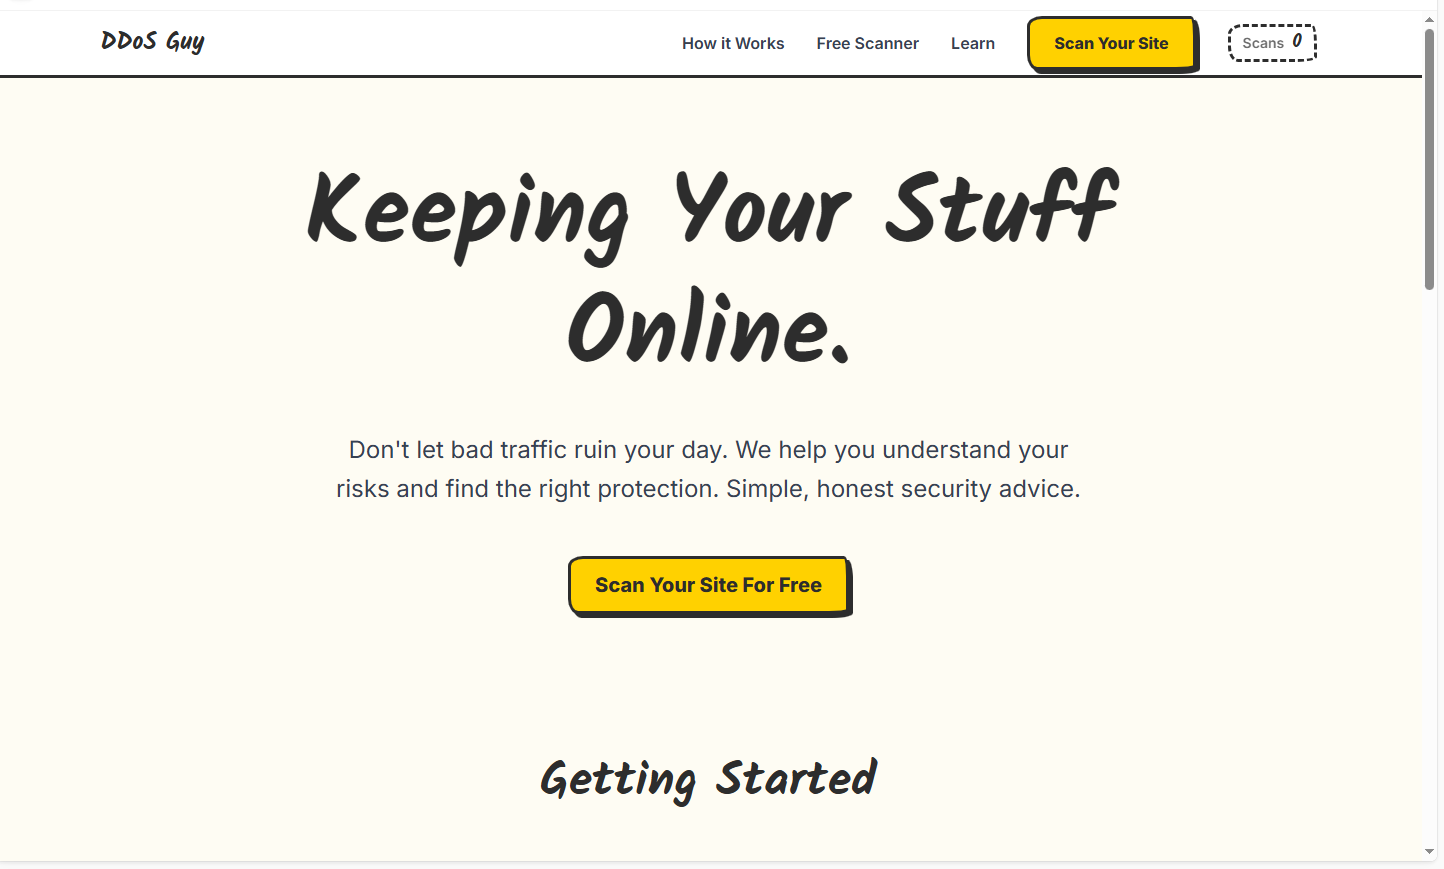 DDoS Guy
How it Works
Free Scanner
Learn
Scan Your Site
Scans 0
Keeping Your Stuff
Online.
Don't let bad traffic ruin your day. We help you understand your
risks and find the right protection. Simple, honest security advice.
Scan Your Site For Free
Getting Started